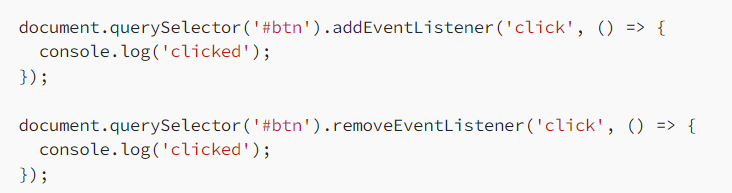 document.querySelector('#btn').addEventListener('click', () => {
  console.log('clicked');
});

document.querySelector('#btn').removeEventListener('click', () => {
  console.log('clicked');
});